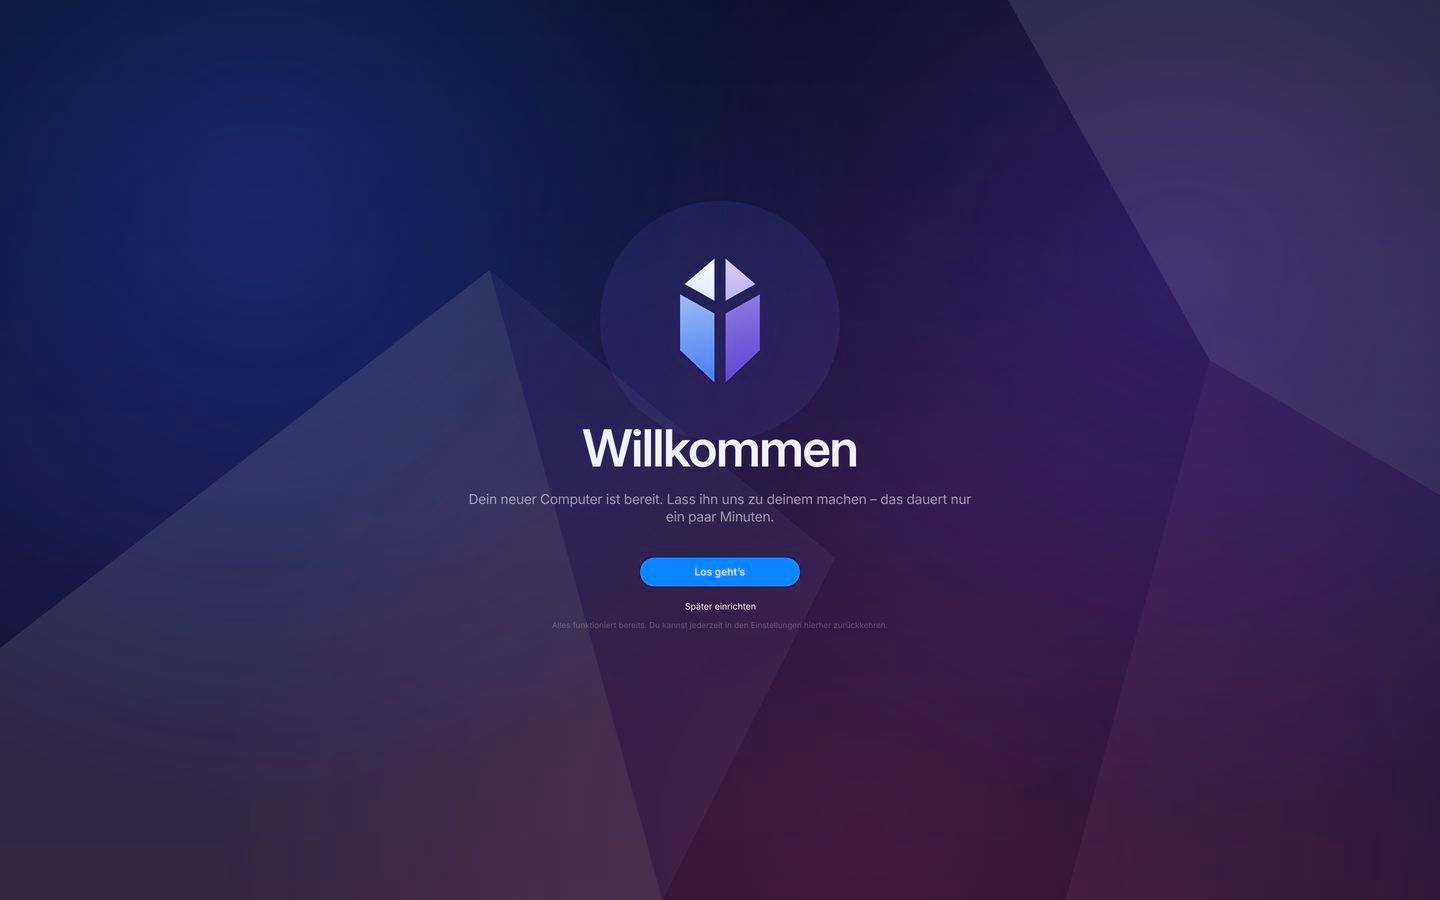 Willkommen
Dein neuer Computer ist bereit. Lass ihn uns zu deinem machen – das dauert nur
ein paar Minuten.
Los geht’s
Später einrichten
Alles funktioniert bereits. Du kannst jederzeit in den Einstellungen hierher zurückkehren.